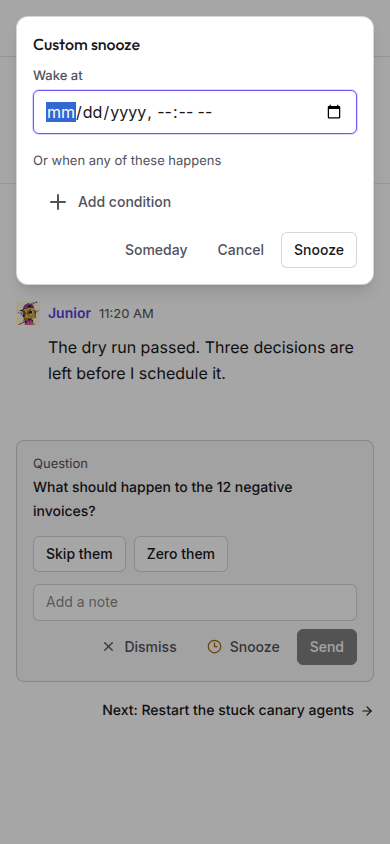 Custom snooze
Wake at
mm/dd/yyyy, --:-- --
Or when any of these happens
Add condition
Someday
Cancel
Snooze
Junior 11:20 AM
The dry run passed. Three decisions are
left before I schedule it.
Question
What should happen to the 12 negative
invoices?
Skip them
Zero them
Add a note
Dismiss
Snooze
Send
Next: Restart the stuck canary agents